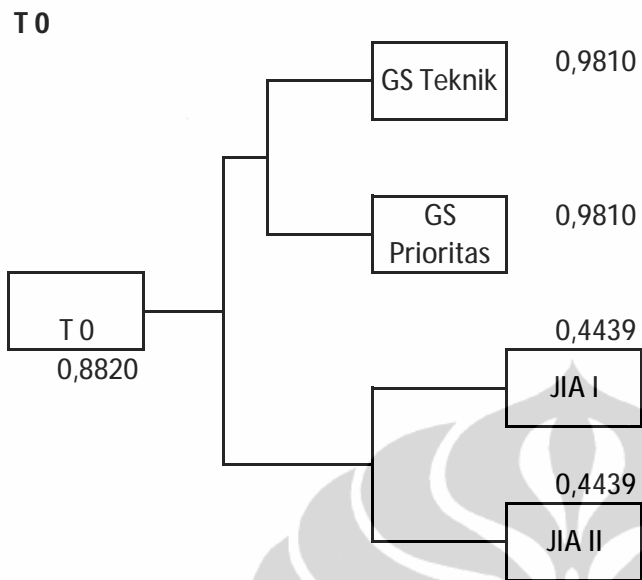 T 0
GS Teknik
0,9810
GS
Prioritas
0,9810
T 0
0,8820
0,4439
JIA I
0,4439
JIA II